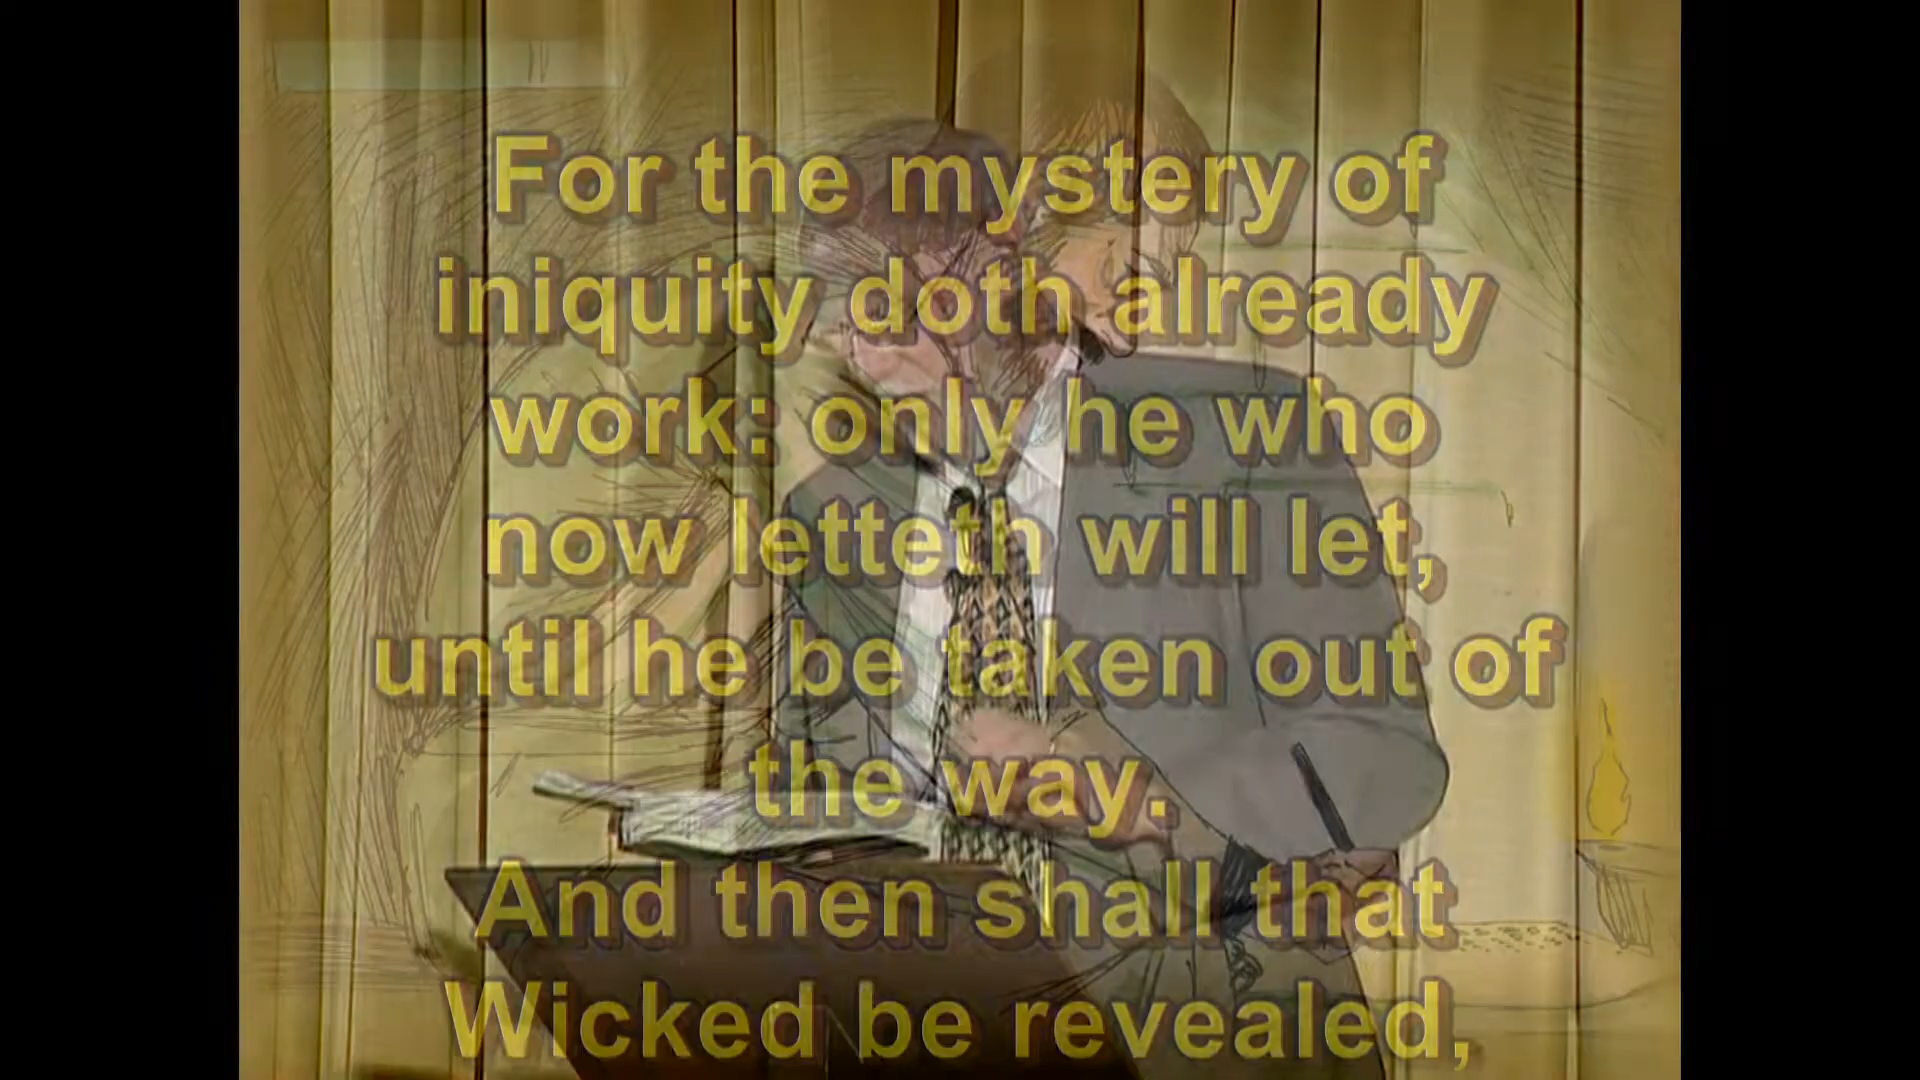 For the mystery of
iniquity doth already
work: only he who
now letteth will let,
until he be taken out of
the way.
And then shall that
Wicked be revealed,